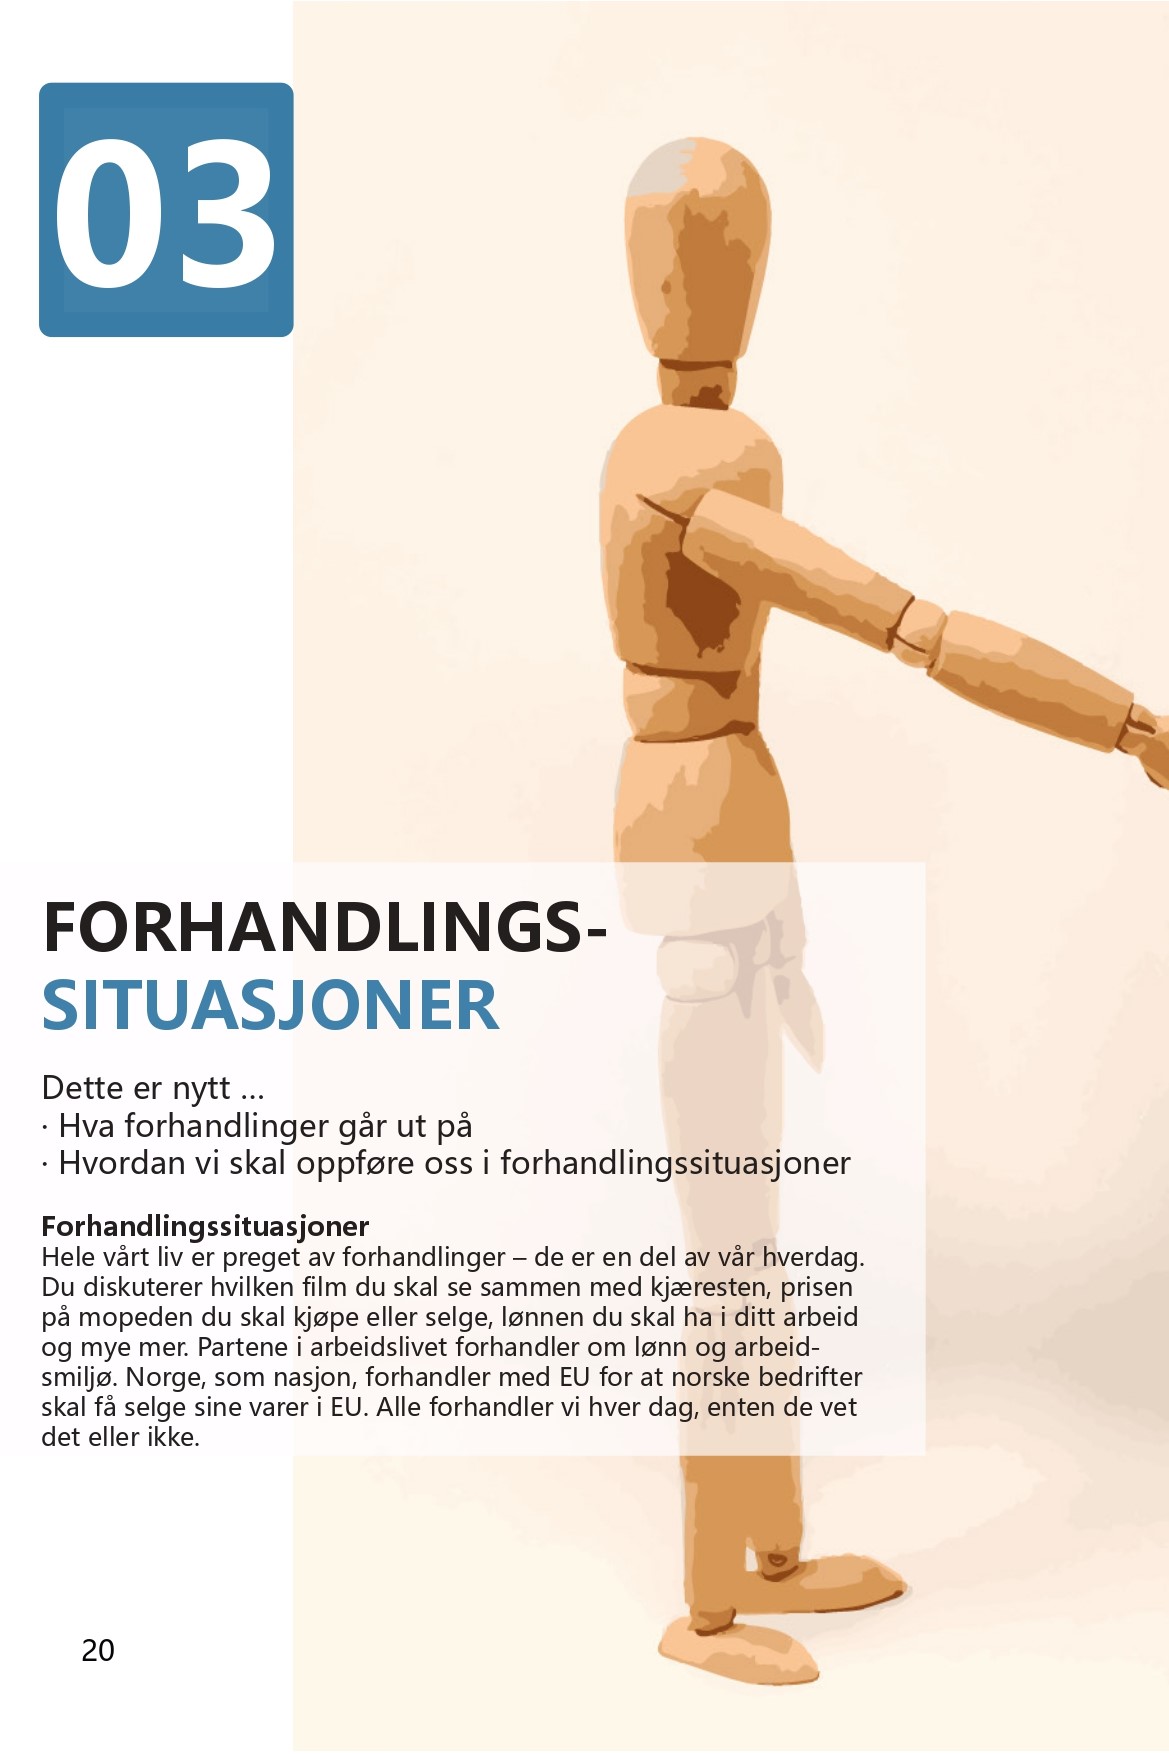 03
FORHANDLINGS-
SITUASJONER
Dette er nytt ...
· Hva forhandlinger går ut på
· Hvordan vi skal oppføre oss i forhandlingssituasjoner
Forhandlingssituasjoner
Hele vårt liv er preget av forhandlinger – de er en del av vår hverdag.
Du diskuterer hvilken film du skal se sammen med kjæresten, prisen
på mopeden du skal kjøpe eller selge, lønnen du skal ha i ditt arbeid
og mye mer. Partene i arbeidslivet forhandler om lønn og arbeid-
smiljø. Norge, som nasjon, forhandler med EU for at norske bedrifter
skal få selge sine varer i EU. Alle forhandler vi hver dag, enten de vet
det eller ikke.
20